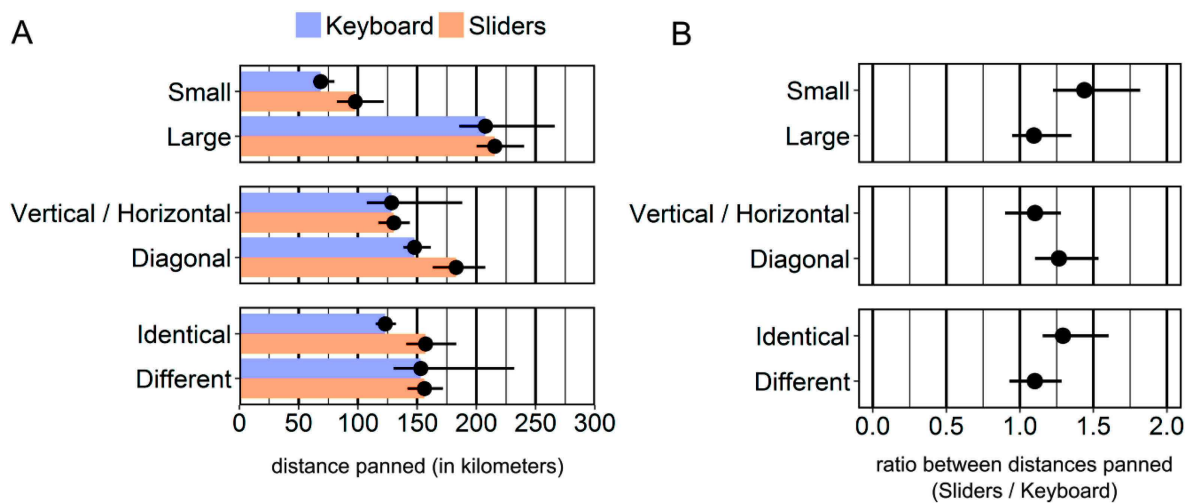 A
Keyboard Sliders
Small
Large
Vertical / Horizontal
Diagonal
Identical
Different
0 50 100 150 200 250 300
distance panned (in kilometers)
B
Small
Large
Vertical / Horizontal
Diagonal
Identical
Different
0.0 0.5 1.0 1.5 2.0
ratio between distances panned
(Sliders / Keyboard)